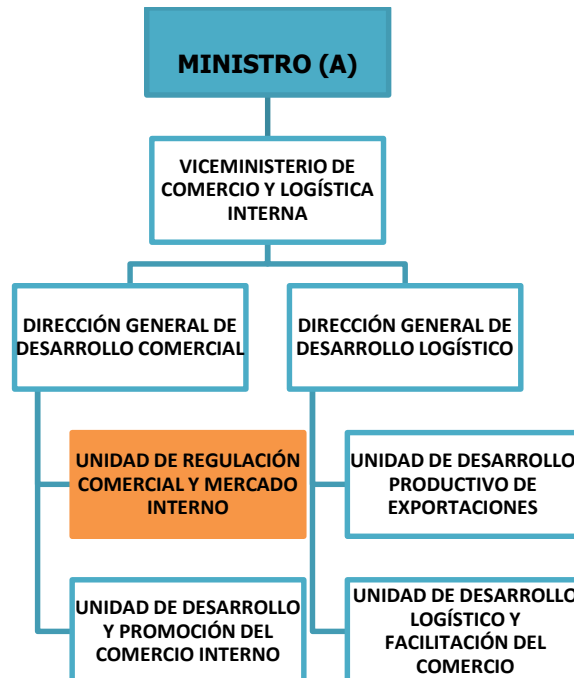 MINISTRO (A)
VICEMINISTERIO DE
COMERCIO Y LOGÍSTICA
INTERNA
DIRECCIÓN GENERAL DE
DESARROLLO COMERCIAL
DIRECCIÓN GENERAL DE
DESARROLLO LOGÍSTICO
UNIDAD DE REGULACIÓN
COMERCIAL Y MERCADO
INTERNO
UNIDAD DE DESARROLLO
PRODUCTIVO DE
EXPORTACIONES
UNIDAD DE DESARROLLO
Y PROMOCIÓN DEL
COMERCIO INTERNO
UNIDAD DE DESARROLLO
LOGÍSTICO Y
FACILITACIÓN DEL
COMERCIO